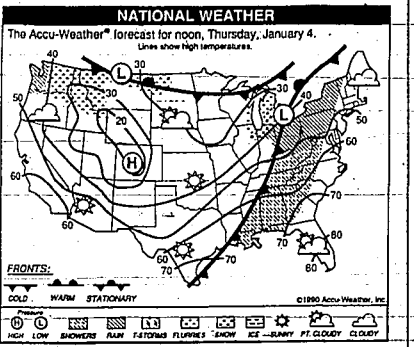 NATIONAL WEATHER
The Accu-Weather® forecast for noon, Thursday, January 4.
Lines show high temperatures.
40
30
30
L
30
20
50
40
L
50
H
60
60
60
70
60
70
70
70
80
80
FRONTS:
COLD WARM STATIONARY
©1990 Accu-Weather, Inc.
Pressure
H L
HIGH LOW SHOWERS RAIN T-STORMS FLURRIES SNOW ICE SUNNY PT. CLOUDY CLOUDY